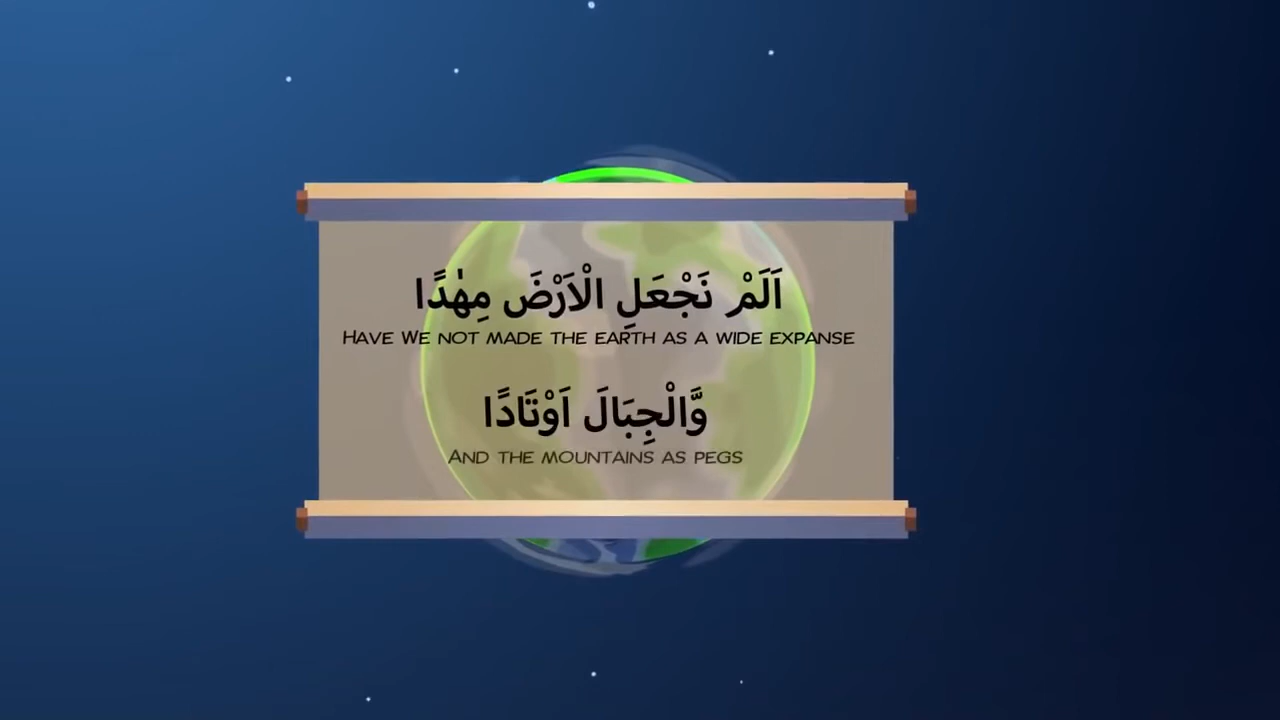 اَلَمْ نَجْعَلِ الْاَرْضَ مِهٰدًا
Have We not made the earth as a wide expanse
وَّالْجِبَالَ اَوْتَادًا
And the mountains as pegs